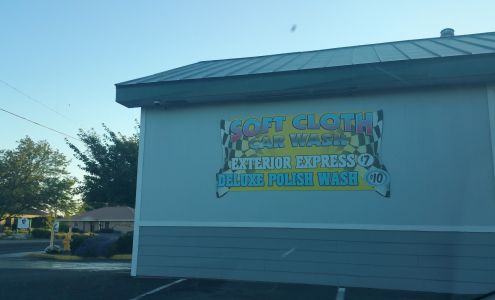 SOFT CLOTH
CAR WASH
EXTERIOR EXPRESS $7
DELUXE POLISH WASH $10